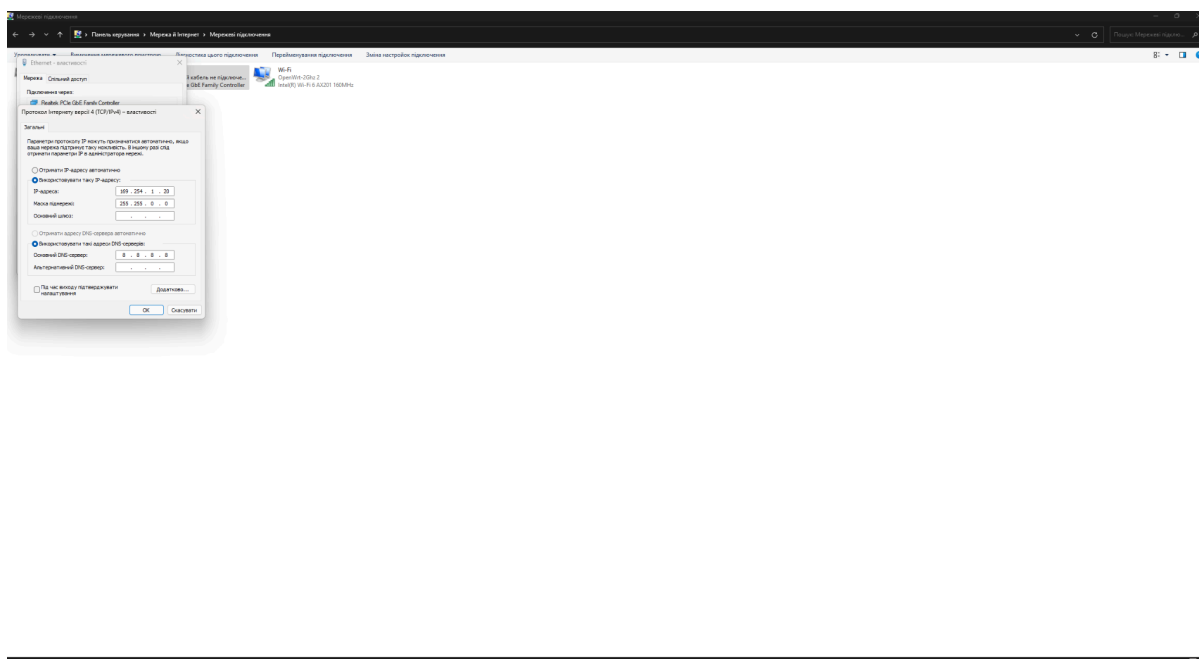 Мережеві підключення
Панель керування > Мережа й Інтернет > Мережеві підключення
Пошук: Мережеві підклю...
Діагностика цього підключення Перейменування підключення Зміна настройок підключення
Ethernet - властивості
Мережа Спільний доступ
Підключення через:
Realtek PCIe GbE Family Controller
кабель не підключе...
GbE Family Controller
Wi-Fi
OpenWrt-2Ghz 2
Intel(R) Wi-Fi 6 AX201 160MHz
Протокол Інтернету версії 4 (TCP/IPv4) – властивості
Загальні
Параметри протоколу IP можуть призначатися автоматично, якщо
ваша мережа підтримує таку можливість. В іншому разі слід
отримати параметри IP в адміністратора мережі.
Отримати IP-адресу автоматично
Використовувати таку IP-адресу:
IP-адреса: 169 . 254 . 1 . 20
Маска підмережі: 255 . 255 . 0 . 0
Основний шлюз: . . .
Отримати адресу DNS-сервера автоматично
Використовувати такі адреси DNS-серверів:
Основний DNS-сервер: 8 . 8 . 8 . 8
Альтернативний DNS-сервер: . . .
Під час виходу підтверджувати
налаштування
Додатково...
OK Скасувати